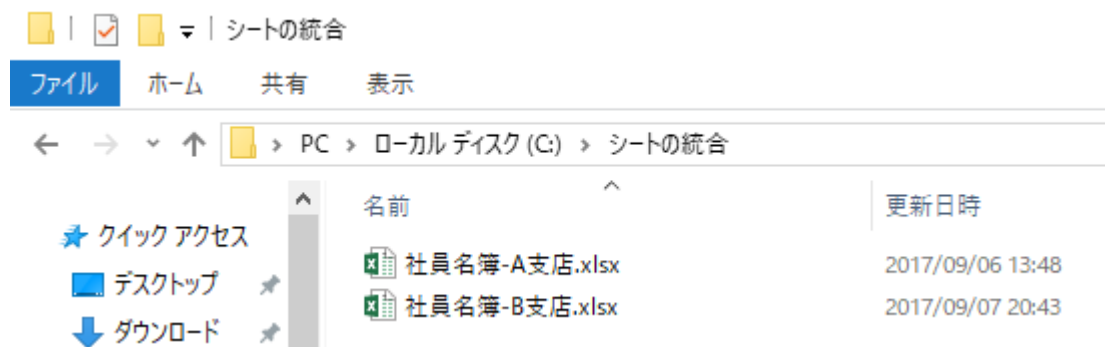 シートの統合
ファイル ホーム 共有 表示
PC ローカル ディスク (C:) シートの統合
名前 更新日時
クイック アクセス
社員名簿-A支店.xlsx 2017/09/06 13:48
デスクトップ
社員名簿-B支店.xlsx 2017/09/07 20:43
ダウンロード